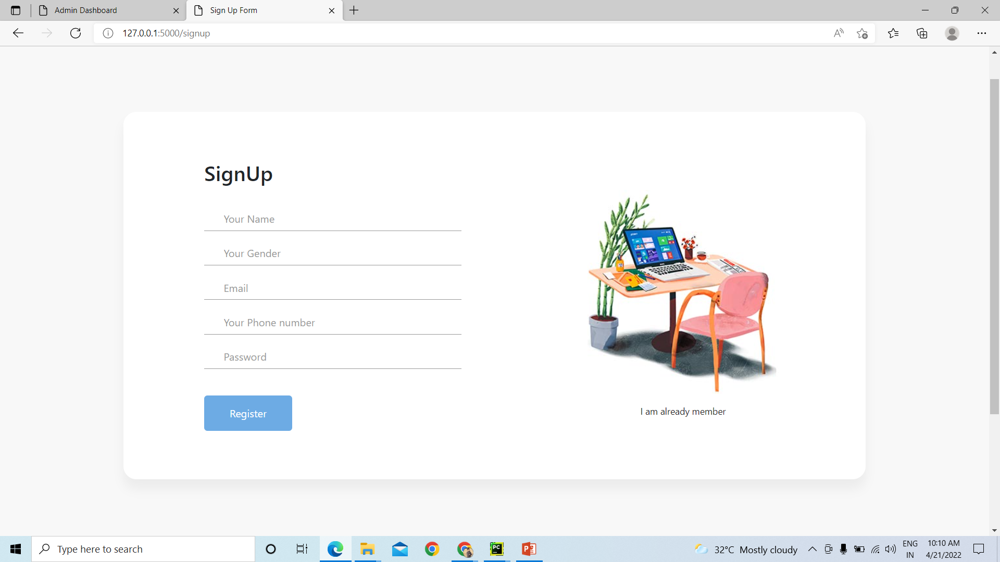 Admin Dashboard
Sign Up Form
127.0.0.1:5000/signup
SignUp
Your Name
Your Gender
Email
Your Phone number
Password
Register
I am already member
Type here to search
PC
P
32°C Mostly cloudy
ENG
IN
10:10 AM
4/21/2022